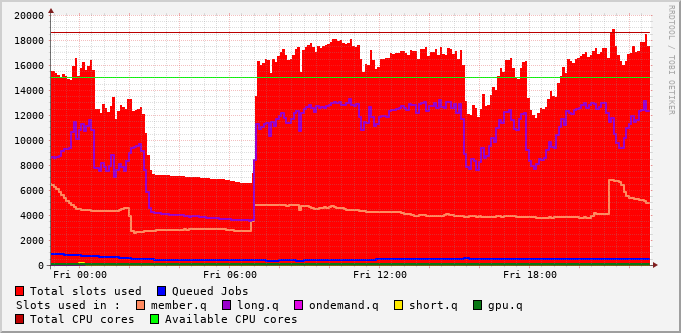 RRDTOOL / TOBI OETIKER
20000
18000
16000
14000
12000
10000
8000
6000
4000
2000
0
Fri 00:00 Fri 06:00 Fri 12:00 Fri 18:00
Total slots used Queued Jobs
Slots used in : member.q long.q ondemand.q short.q gpu.q
Total CPU cores Available CPU cores